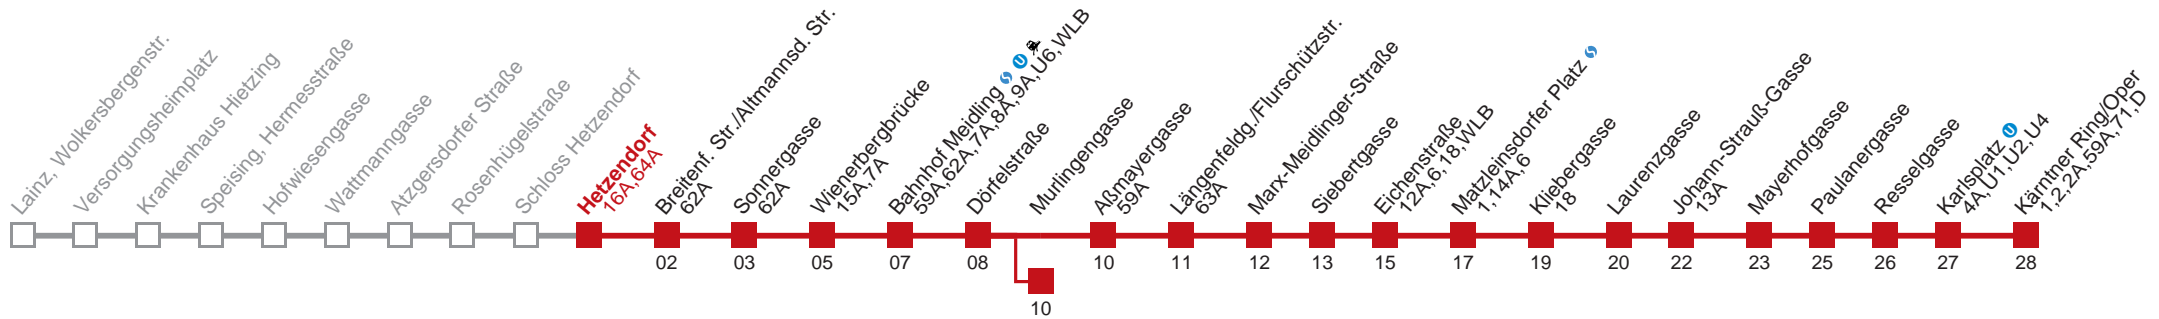 Lainz, Wolkersbergenstr.
Versorgungsheimplatz
Krankenhaus Hietzing
Speising, Hermesstraße
Hofwiesengasse
Wattmanngasse
Atzgersdorfer Straße
Rosenhügelstraße
Schloss Hetzendorf
Hetzendorf
16A,64A
Breitenf. Str./Altmannsd. Str.
62A
Sonnergasse
62A
Wienerbergbrücke
15A,7A
Bahnhof Meidling S U
59A,62A,7A,8A,9A,U6,WLB
Dörfelstraße
Murlingengasse
Aßmayergasse
59A
Längenfeldg./Flurschützstr.
63A
Marx-Meidlinger-Straße
Siebertgasse
Eichenstraße
12A,6,18,WLB
Matzleinsdorfer Platz S
1,14A,6
Kliebergasse
18
Laurenzgasse
Johann-Strauß-Gasse
13A
Mayerhofgasse
Paulanergasse
Resselgasse
Karlsplatz U
4A,U1,U2,U4
Kärntner Ring/Oper
1,2,2A,59A,71,D
02 03 05 07 08 10 11 12 13 15 17 19 20 22 23 25 26 27 28
10